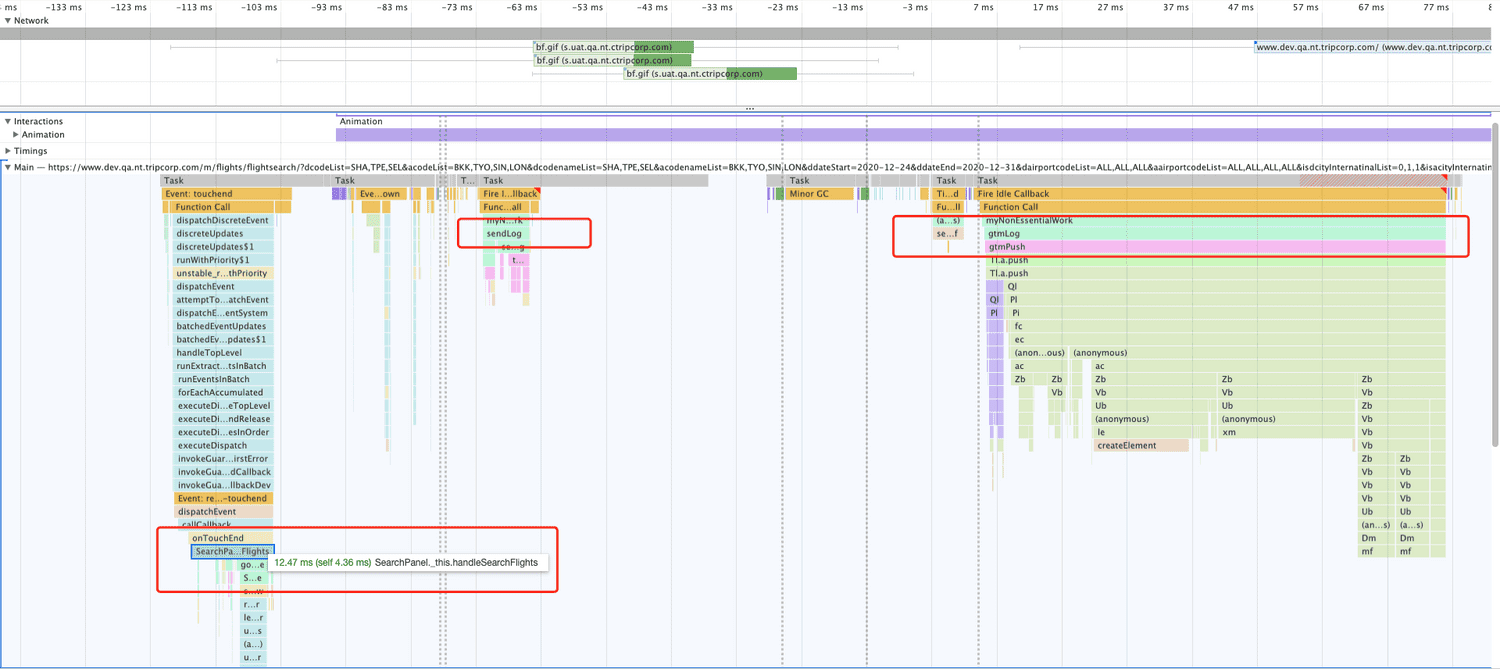 ms -133 ms -123 ms -113 ms -103 ms -93 ms -83 ms -73 ms -63 ms -53 ms -43 ms -33 ms -23 ms -13 ms -3 ms 7 ms 17 ms 27 ms 37 ms 47 ms 57 ms 67 ms 77 ms 8
▼ Network
bf.gif (s.uat.qa.nt.ctripcorp.com) www.dev.qa.nt.tripcorp.com/ (www.dev.qa.nt.tripcorp.c
bf.gif (s.uat.qa.nt.ctripcorp.com)
bf.gif (s.uat.qa.nt.ctripcorp.com)
...
▼ Interactions Animation
▶ Animation
▶ Timings
▼ Main — https://www.dev.qa.nt.tripcorp.com/m/flights/flightsearch/?dcodeList=SHA,TPE,SEL&acodeList=BKK,TYO,SIN,LON&dcodenameList=SHA,TPE,SEL&acodenameList=BKK,TYO,SIN,LON&ddateStart=2020-12-24&dateEnd=2020-12-31&dairportcodeList=ALL,ALL,ALL&aairportcodeList=ALL,ALL,ALL,ALL&isdcityInternatinalList=0,1,1&isacityInternatin
Task Task T... Task Task Task Task
Event: touchend Eve...own Fire I...llback Minor GC Ti...d Fire Idle Callback
Function Call Func...all Fu...ll Function Call
dispatchDiscreteEvent myN...rk (a...s) myNonEssentialWork
discreteUpdates sendLog se...f gtmLog
discreteUpdates$1 se...g gtmPush
runWithPriority$1 t... Tl.a.push
unstable_r...thPriority Tl.a.push
dispatchEvent Ql
attemptTo...atchEvent Ql Pl
dispatchE...entSystem Pl Pi
batchedEventUpdates fc
batchedEv...pdates$1 ec
handleTopLevel (anon...ous) (anonymous)
runExtract...tsInBatch ac ac
runEventsInBatch Zb Zb Zb Zb Zb
forEachAccumulated Vb Vb Vb Vb
executeDi...eTopLevel Ub Ub Zb
executeDi...ndRelease (anonymous) (anonymous) Vb
executeDi...esInOrder le xm Vb
executeDispatch createElement Vb
invokeGuar...irstError Zb Zb
invokeGua...dCallback Vb Vb
invokeGua...llbackDev Vb Vb
Event: re...-touchend Vb Vb
dispatchEvent Ub Ub
callCallback (an...s) (a...s)
onTouchEnd Dm Dm
SearchPa...Flights mf mf
12.47 ms (self 4.36 ms) SearchPanel._this.handleSearchFlights
go...e
S...e
r...r
le...r
u...s
(a...)
u...r